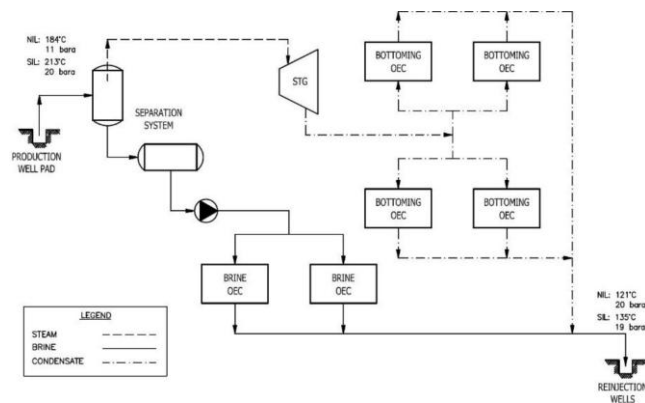 NIL: 184°C
11 bara
SIL: 213°C
20 bara
SEPARATION
SYSTEM
PRODUCTION
WELL PAD
STG
BOTTOMING
OEC
BOTTOMING
OEC
BOTTOMING
OEC
BOTTOMING
OEC
BRINE
OEC
BRINE
OEC
NIL: 121°C
20 bara
SIL: 135°C
19 bara
REINJECTION
WELLS
LEGEND
STEAM
BRINE
CONDENSATE